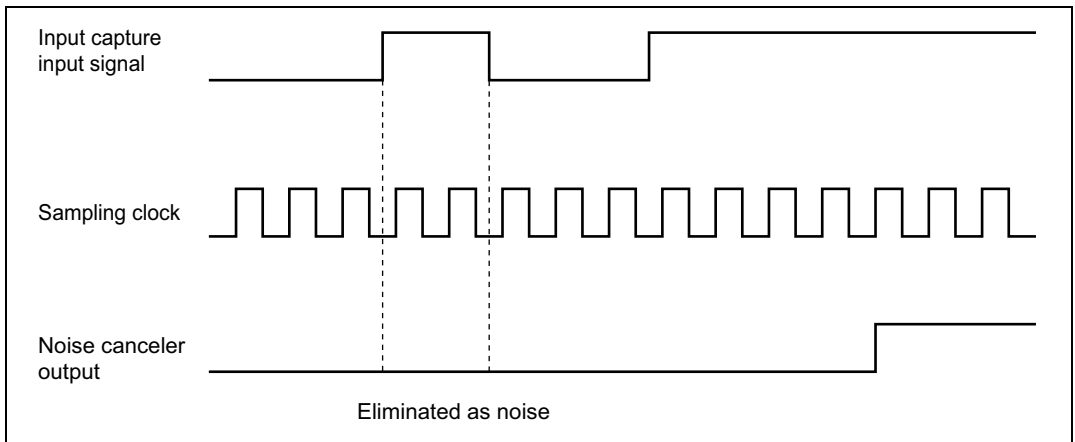 Input capture
input signal
Sampling clock
Noise canceler
output
Eliminated as noise